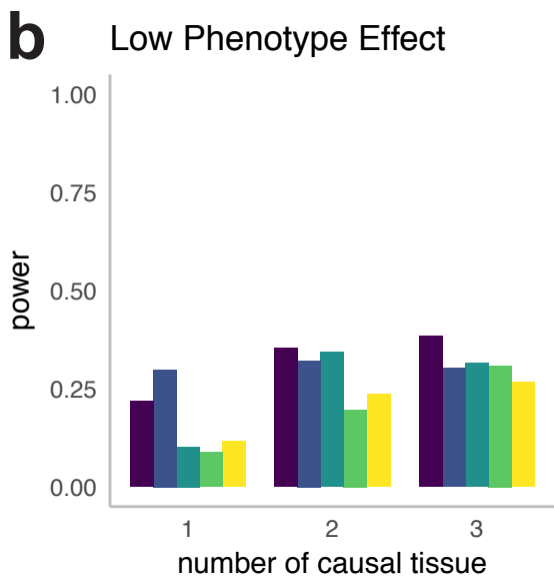 b Low Phenotype Effect
1.00
0.75
0.50
0.25
0.00
power
1 2 3
number of causal tissue